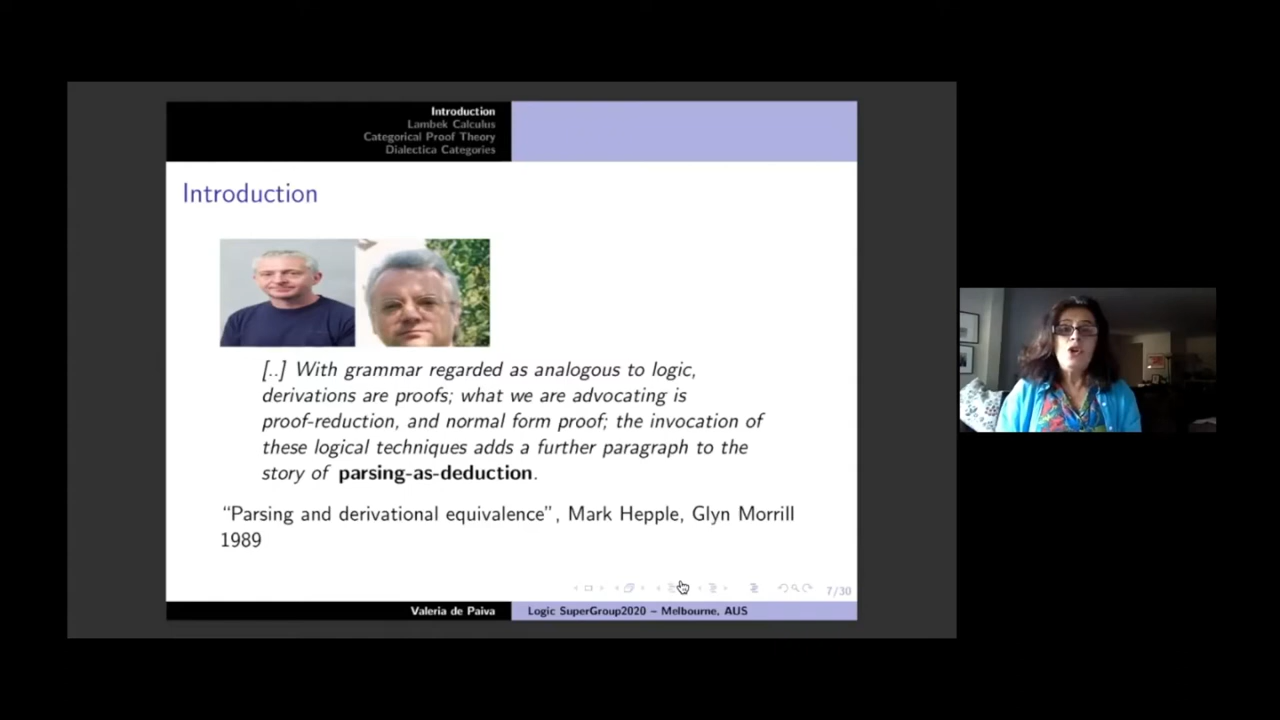 Introduction
Lambek Calculus
Categorical Proof Theory
Dialectica Categories
Introduction
[..] With grammar regarded as analogous to logic,
derivations are proofs; what we are advocating is
proof-reduction, and normal form proof; the invocation of
these logical techniques adds a further paragraph to the
story of parsing-as-deduction.
“Parsing and derivational equivalence”, Mark Hepple, Glyn Morrill
1989
7/30
Valeria de Paiva
Logic SuperGroup2020 – Melbourne, AUS